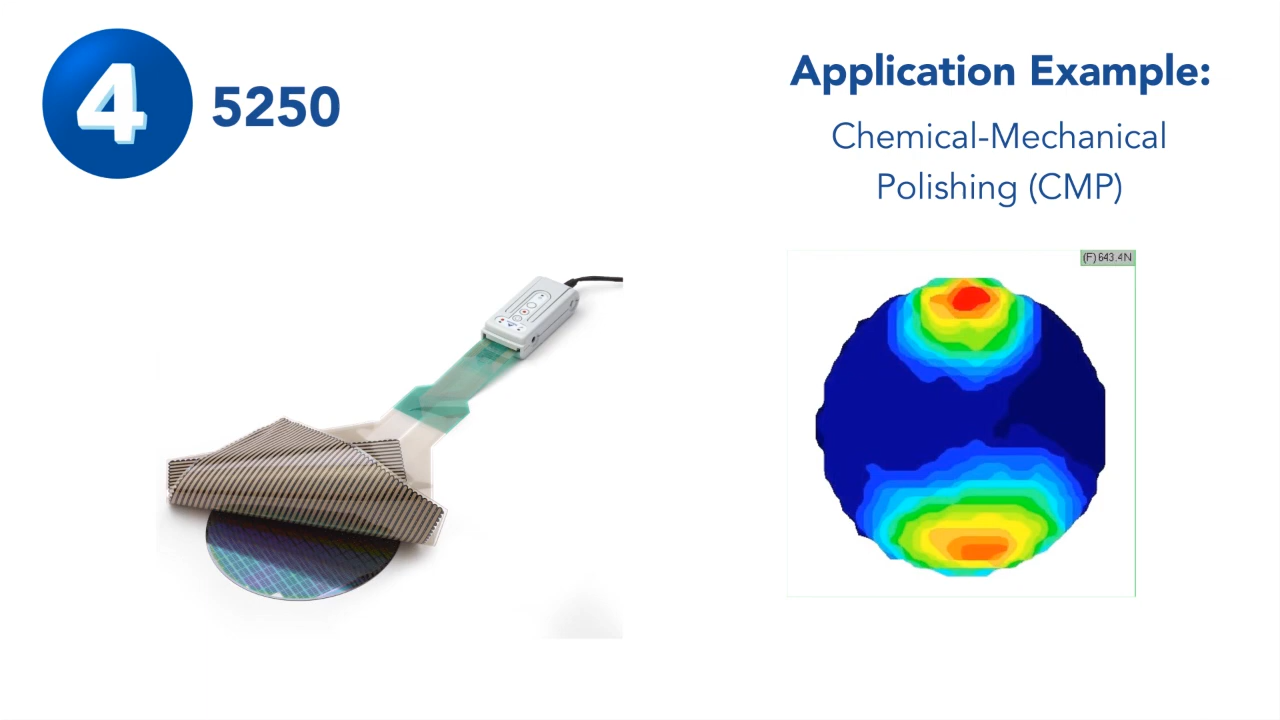 4
5250
Application Example:
Chemical-Mechanical
Polishing (CMP)
(F) 643.4N